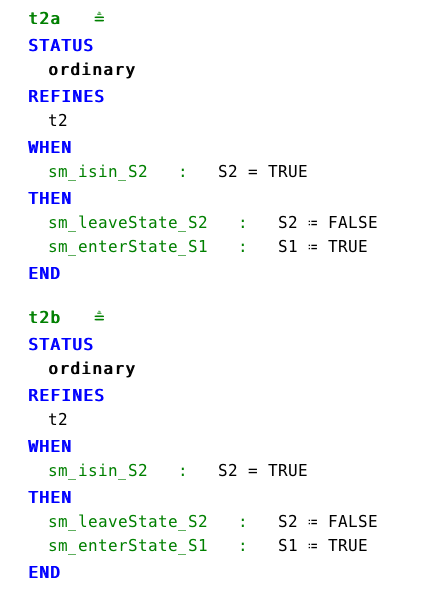 t2a ≙
STATUS
ordinary
REFINES
t2
WHEN
sm_isin_S2 : S2 = TRUE
THEN
sm_leaveState_S2 : S2 ≔ FALSE
sm_enterState_S1 : S1 ≔ TRUE
END
t2b ≙
STATUS
ordinary
REFINES
t2
WHEN
sm_isin_S2 : S2 = TRUE
THEN
sm_leaveState_S2 : S2 ≔ FALSE
sm_enterState_S1 : S1 ≔ TRUE
END